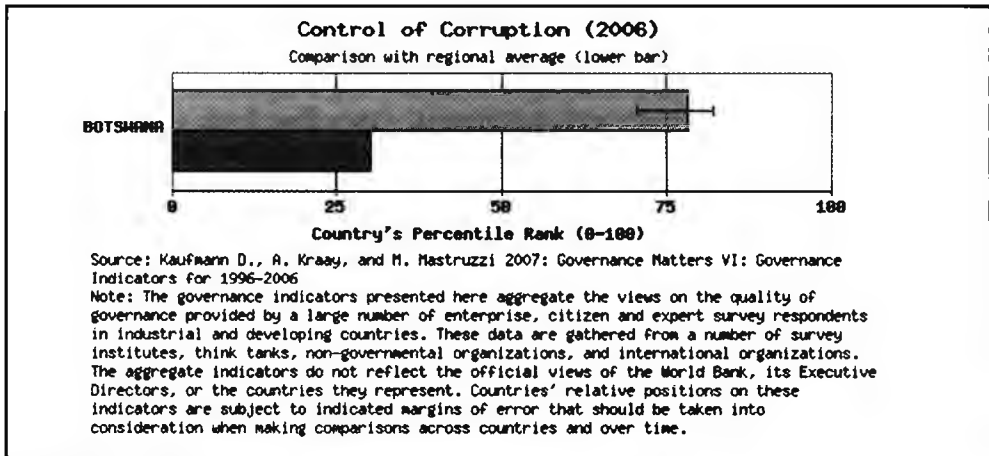 Control of Corruption (2006)
Comparison with regional average (lower bar)
BOTSWANA
0 25 50 75 100
Country's Percentile Rank (0-100)
Source: Kaufmann D., A. Kraay, and M. Mastruzzi 2007: Governance Matters VI: Governance
Indicators for 1996-2006
Note: The governance indicators presented here aggregate the views on the quality of
governance provided by a large number of enterprise, citizen and expert survey respondents
in industrial and developing countries. These data are gathered from a number of survey
institutes, think tanks, non-governmental organizations, and international organizations.
The aggregate indicators do not reflect the official views of the World Bank, its Executive
Directors, or the countries they represent. Countries' relative positions on these
indicators are subject to indicated margins of error that should be taken into
consideration when making comparisons across countries and over time.